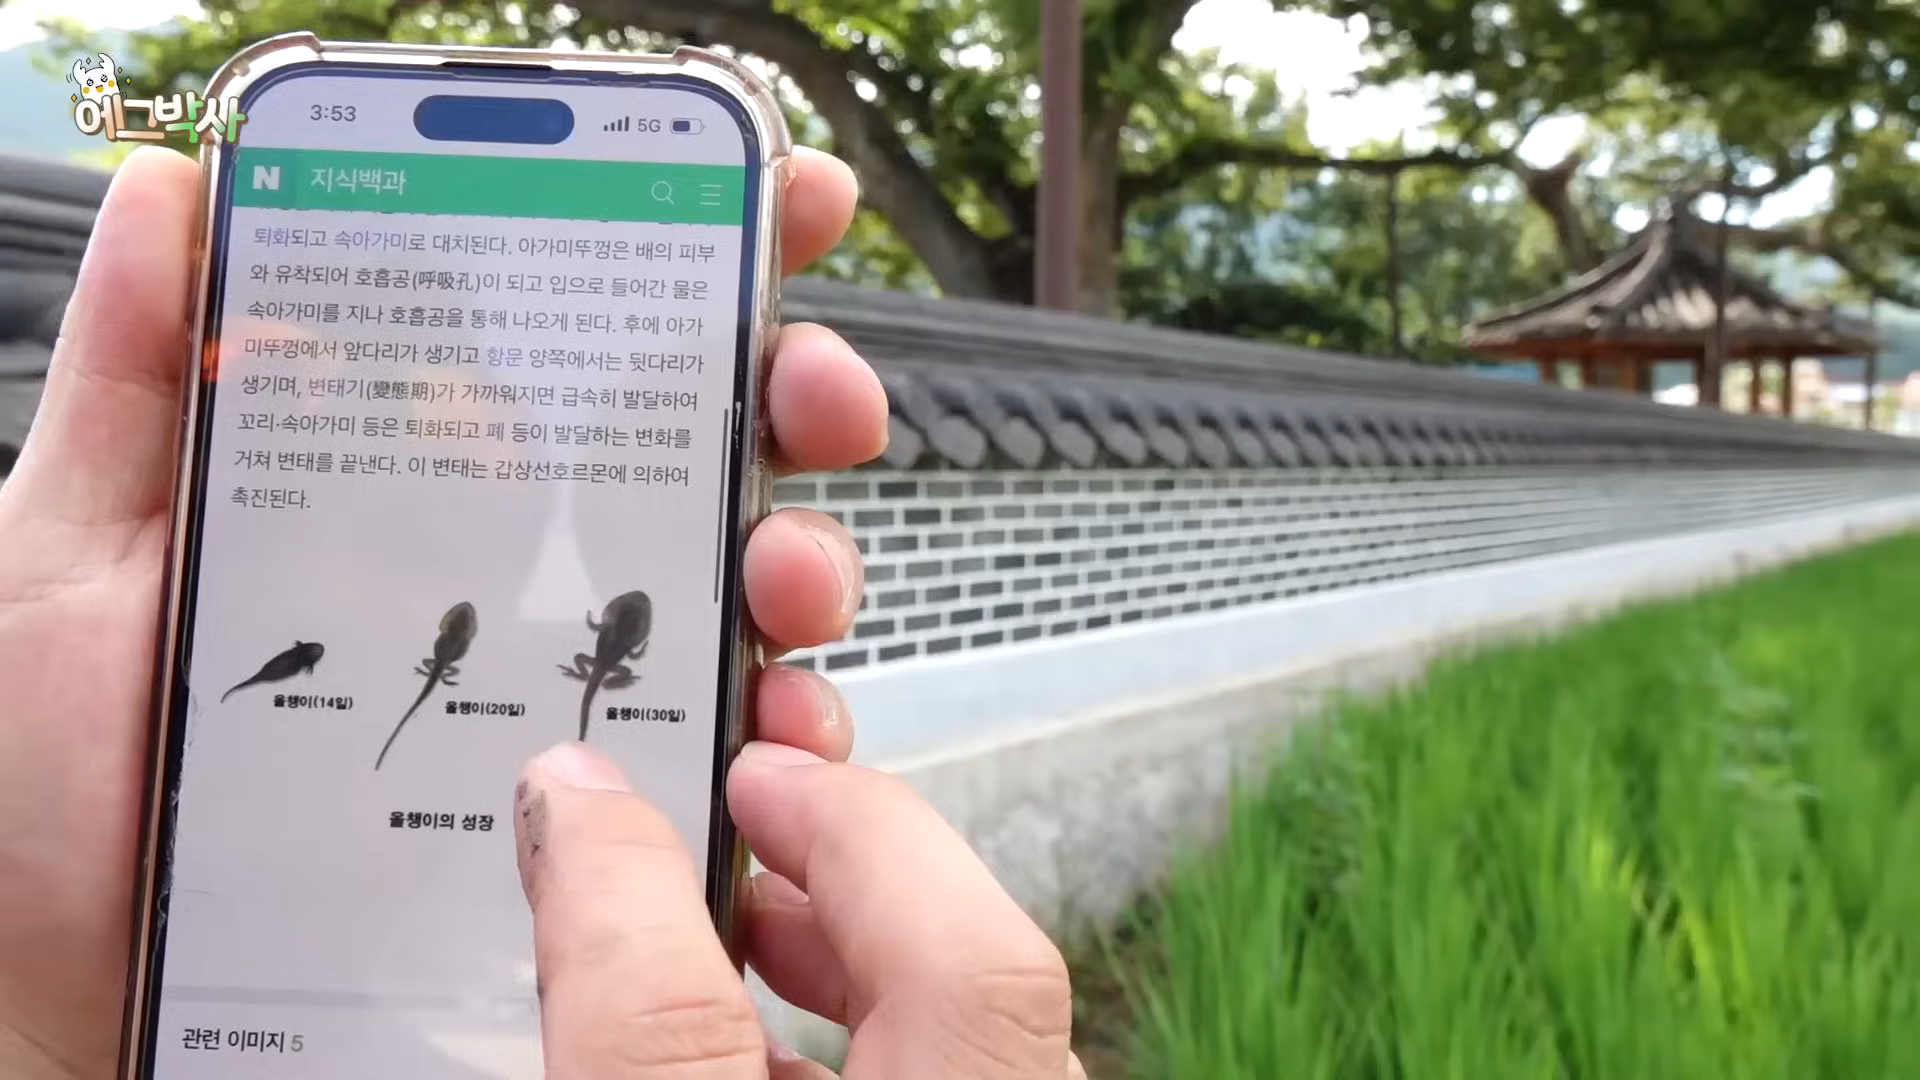 에그박사
3:53
5G
N 지식백과
퇴화되고 속아가미로 대치된다. 아가미뚜껑은 배의 피부
와 유착되어 호흡공(呼吸孔)이 되고 입으로 들어간 물은
속아가미를 지나 호흡공을 통해 나오게 된다. 후에 아가
미뚜껑에서 앞다리가 생기고 항문 양쪽에서는 뒷다리가
생기며, 변태기(變態期)가 가까워지면 급속히 발달하여
꼬리·속아가미 등은 퇴화되고 폐 등이 발달하는 변화를
거쳐 변태를 끝낸다. 이 변태는 갑상선호르몬에 의하여
촉진된다.
올챙이(14일)
올챙이(20일)
올챙이(30일)
올챙이의 성장
관련 이미지 5